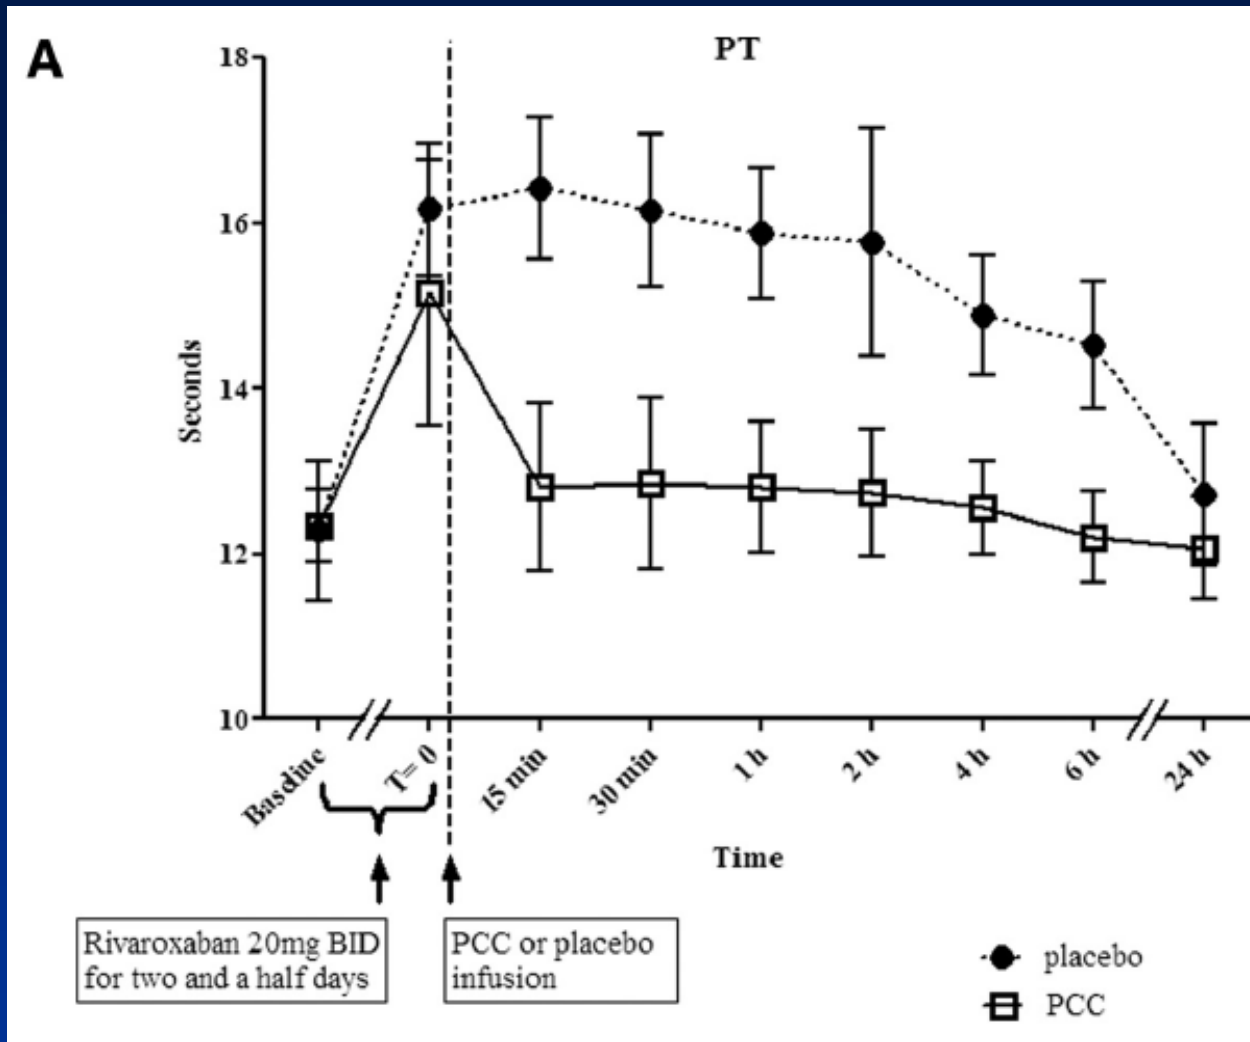 A
PT
18
16
14
12
10
Seconds
Baseline
T= 0
15 min
30 min
1 h
2 h
4 h
6 h
24 h
Time
Rivaroxaban 20mg BID
for two and a half days
PCC or placebo
infusion
placebo
PCC